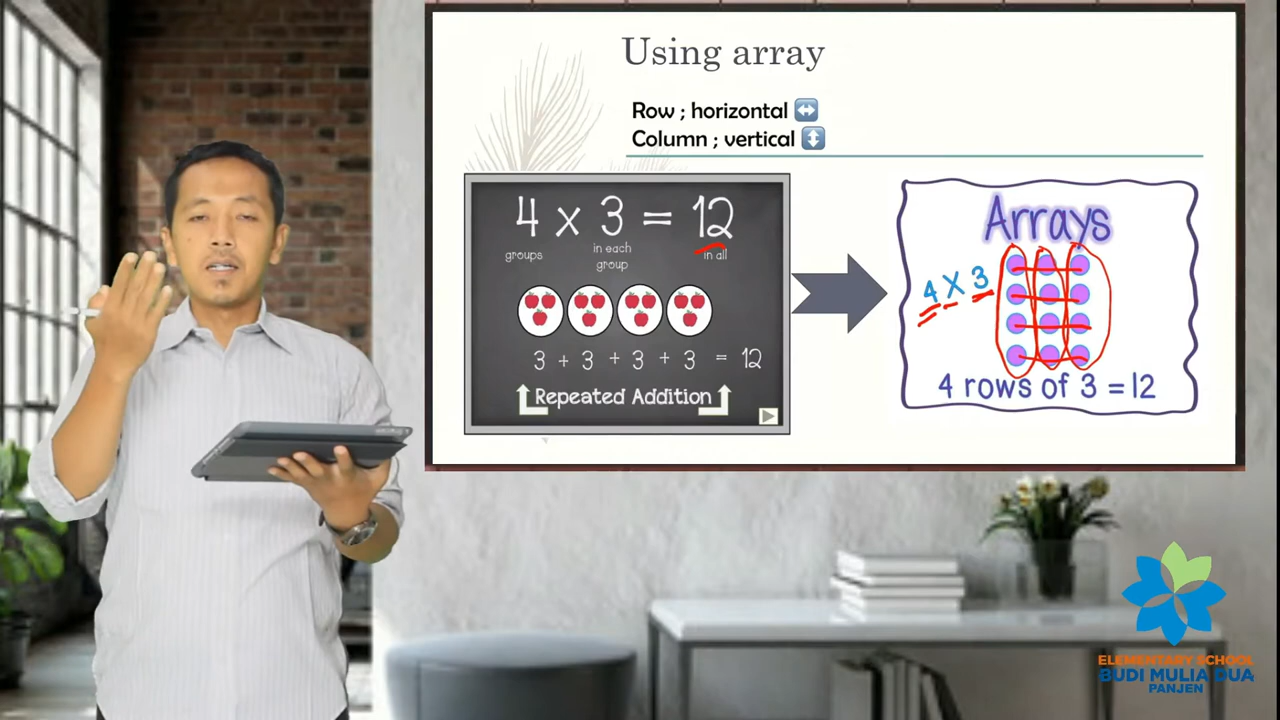 Using array
Row ; horizontal ↔
Column ; vertical ↕
4 x 3 = 12
groups
in each
group
in all
3 + 3 + 3 + 3 = 12
Repeated Addition
Arrays
4 x 3
4 rows of 3 = 12
ELEMENTARY SCHOOL
BUDI MULIA DUA
PANJEN